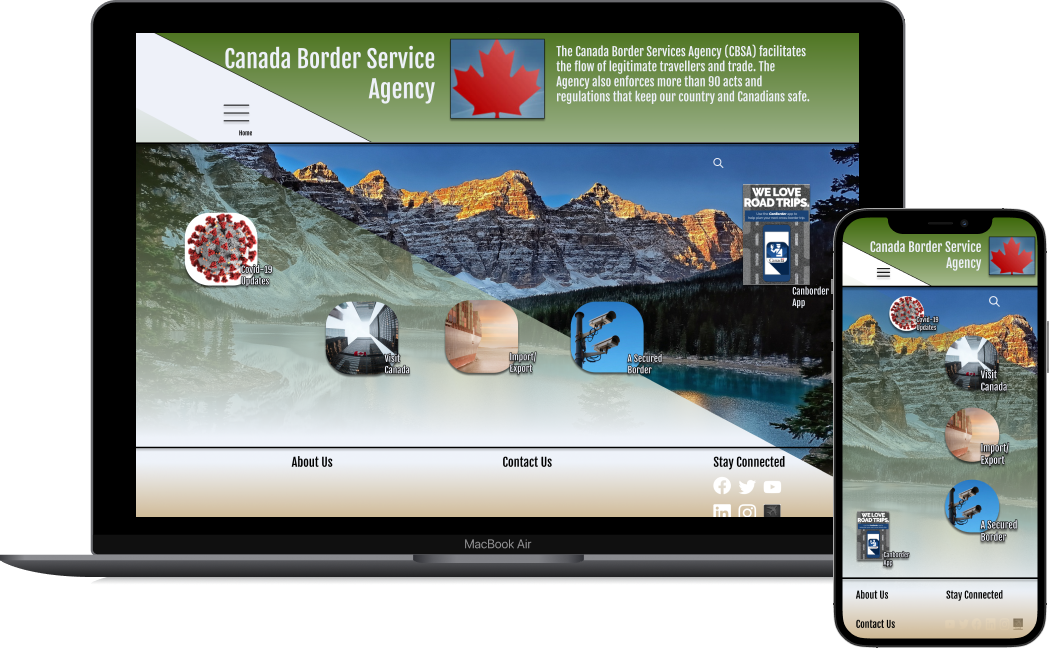 Canada Border Service
Agency
The Canada Border Services Agency (CBSA) facilitates
the flow of legitimate travellers and trade. The
Agency also enforces more than 90 acts and
regulations that keep our country and Canadians safe.
Home
WE LOVE
ROAD TRIPS.
Covid-19
Updates
Canborder
App
Visit
Canada
Import/
Export
A Secured
Border
About Us
Contact Us
Stay Connected
MacBook Air
Canada Border Service
Agency
Covid-19
Updates
Visit
Canada
Import/
Export
A Secured
Border
WE LOVE
ROAD TRIPS.
Canborder
App
About Us
Stay Connected
Contact Us